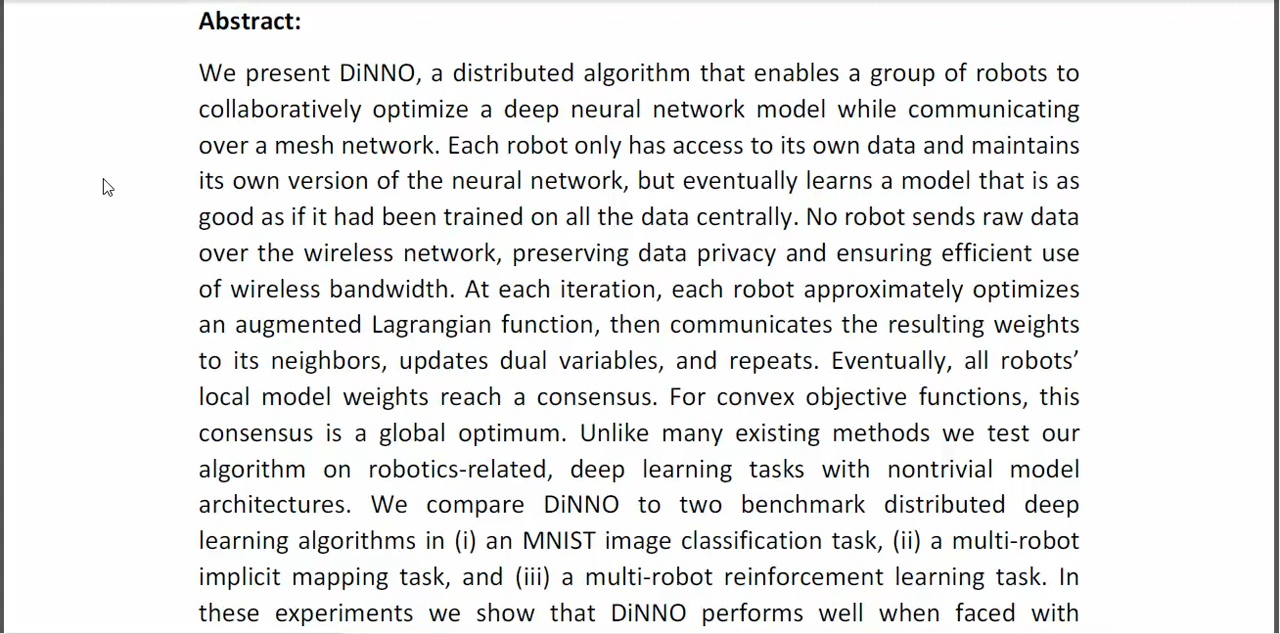 Abstract:
We present DiNNO, a distributed algorithm that enables a group of robots to
collaboratively optimize a deep neural network model while communicating
over a mesh network. Each robot only has access to its own data and maintains
its own version of the neural network, but eventually learns a model that is as
good as if it had been trained on all the data centrally. No robot sends raw data
over the wireless network, preserving data privacy and ensuring efficient use
of wireless bandwidth. At each iteration, each robot approximately optimizes
an augmented Lagrangian function, then communicates the resulting weights
to its neighbors, updates dual variables, and repeats. Eventually, all robots’
local model weights reach a consensus. For convex objective functions, this
consensus is a global optimum. Unlike many existing methods we test our
algorithm on robotics-related, deep learning tasks with nontrivial model
architectures. We compare DiNNO to two benchmark distributed deep
learning algorithms in (i) an MNIST image classification task, (ii) a multi-robot
implicit mapping task, and (iii) a multi-robot reinforcement learning task. In
these experiments we show that DiNNO performs well when faced with